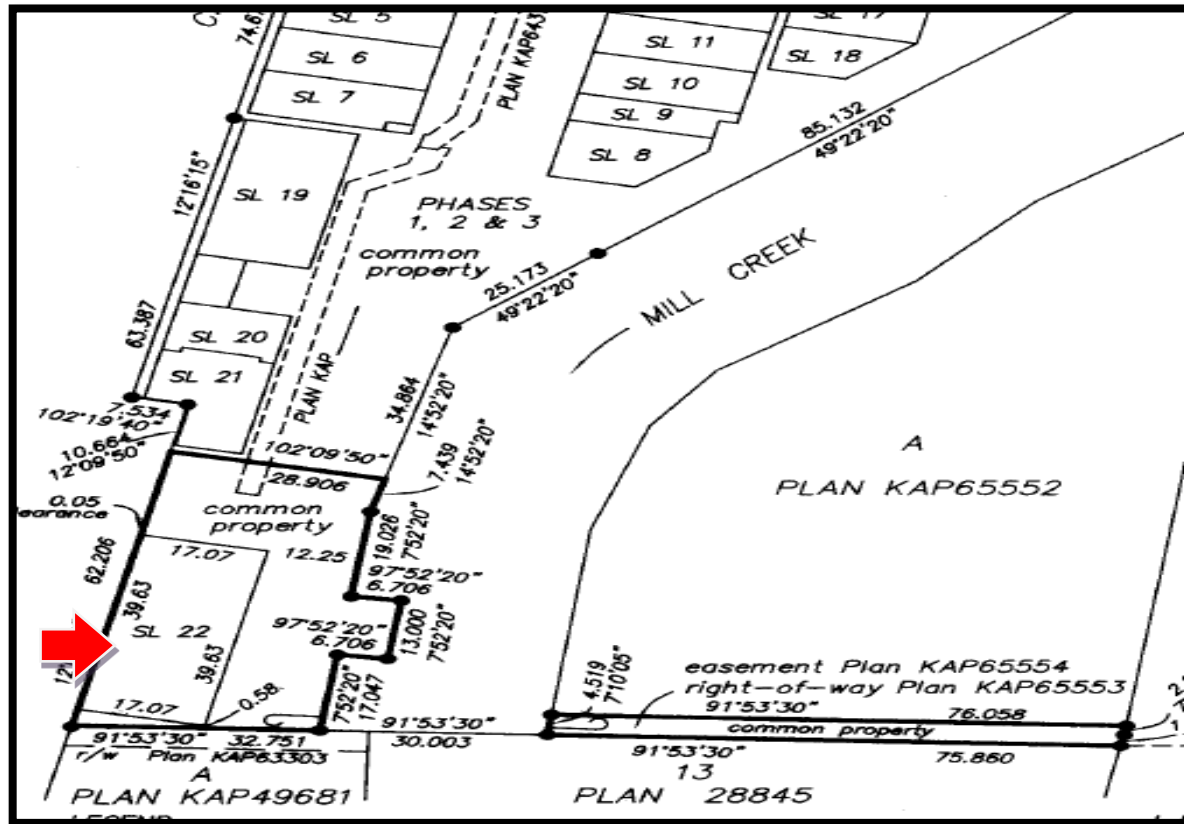 74.67
SL 5
SL 6
SL 7
PLAN KAP643
SL 11
SL 10
SL 9
SL 8
SL 17
SL 18
85.132
49°22'20"
12°16'15"
63.387
SL 19
PHASES
1, 2 & 3
common
property
25.173
49°22'20"
MILL CREEK
SL 20
SL 21
PLAN KAP
34.864
14°52'20"
7.534
102°19'40"
10.664
12°09'50"
102°09'50"
28.906
7.439
14°52'20"
A
PLAN KAP65552
0.05
earance
common
property
17.07
12.25
19.026
7°52'20"
97°52'20"
6.706
62.206
39.63
SL 22
39.63
97°52'20"
6.706
13.000
7°52'20"
12°
17.07
0.58
7°52'20"
17.047
4.519
7°10'05"
easement Plan KAP65554
right-of-way Plan KAP65553
91°53'30"
76.058
common property
91°53'30"
32.751
91°53'30"
30.003
91°53'30"
75.860
r/w Plan KAP63303
A
PLAN KAP49681
13
PLAN 28845
LEGEND